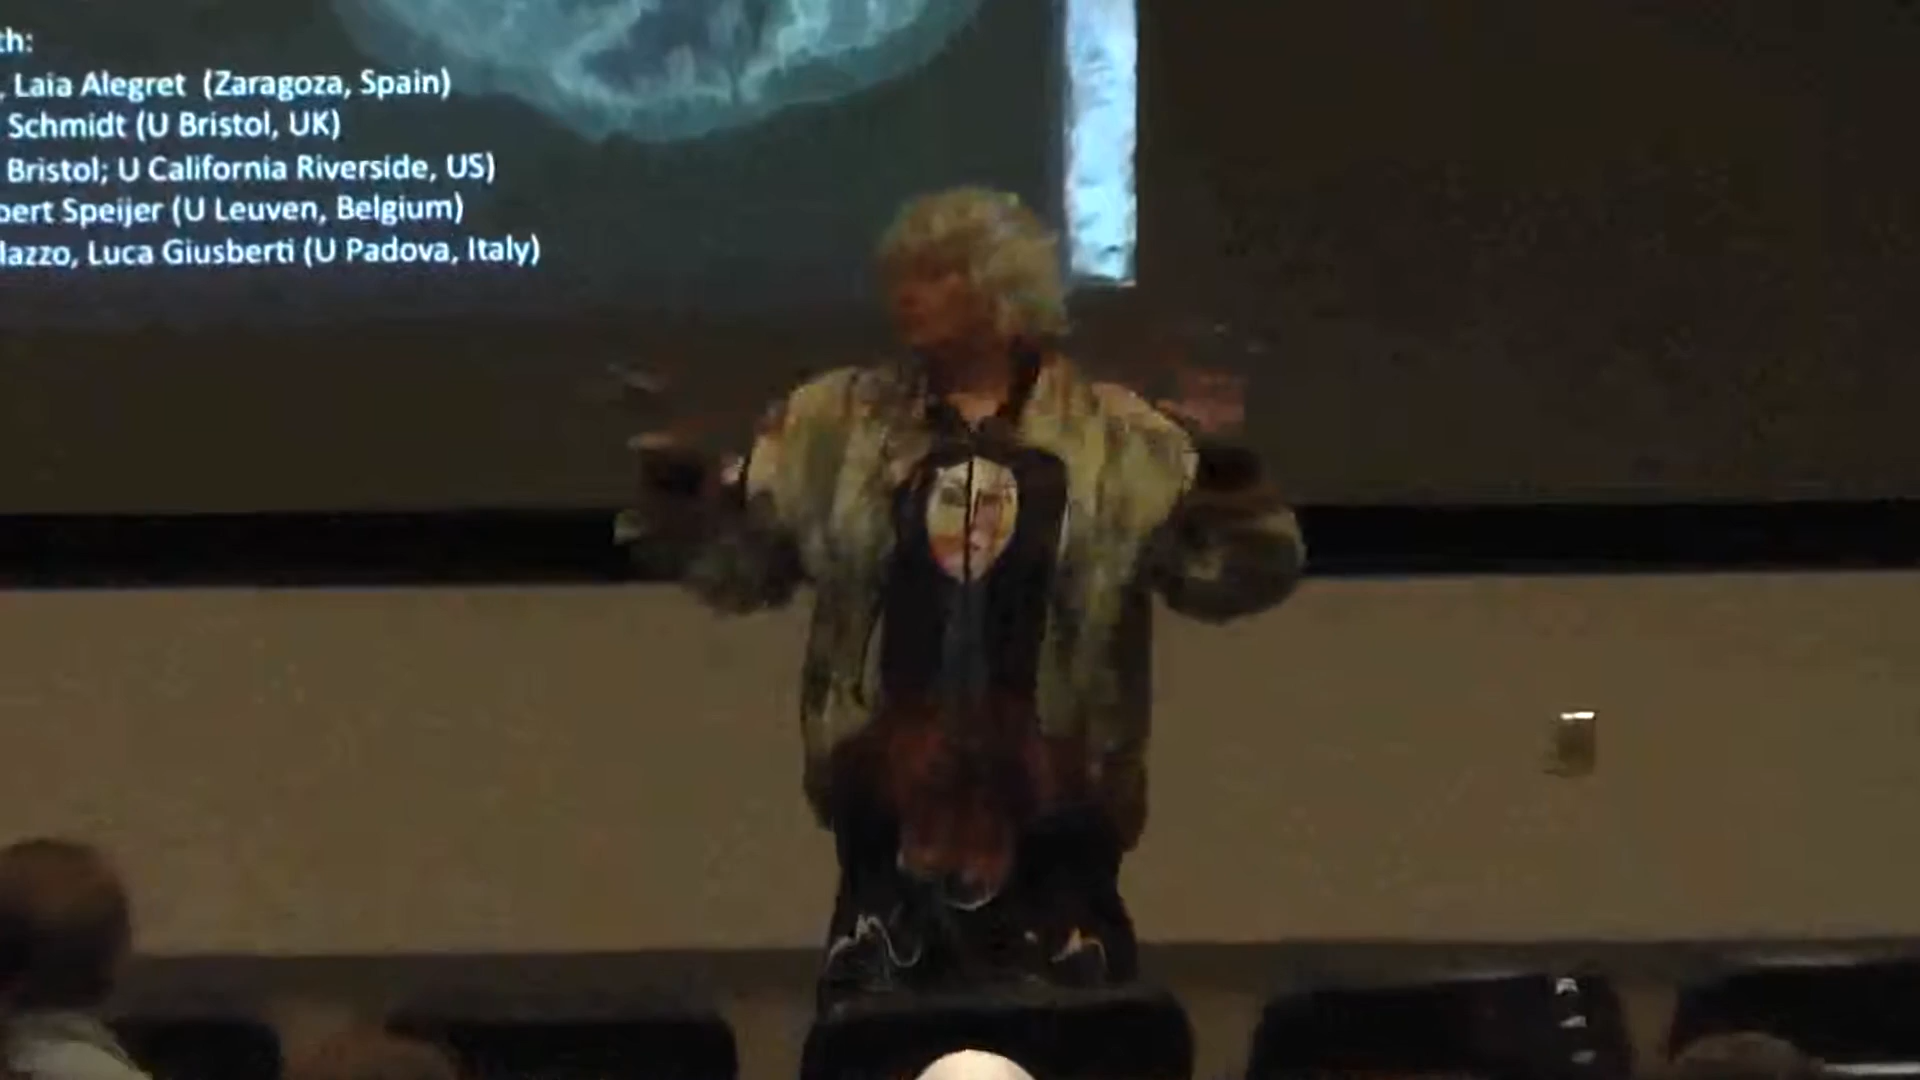 th:
, Laia Alegret (Zaragoza, Spain)
Schmidt (U Bristol, UK)
Bristol; U California Riverside, US)
bert Speijer (U Leuven, Belgium)
lazzo, Luca Giusberti (U Padova, Italy)